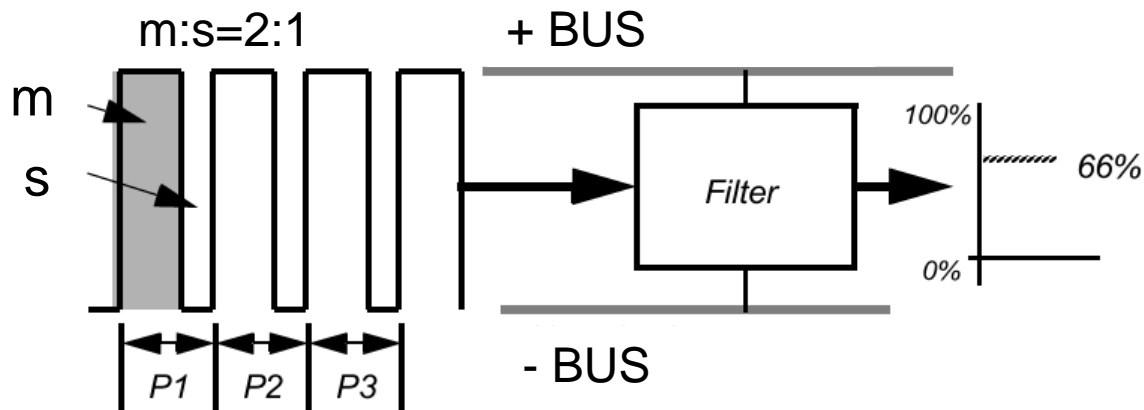 m:s=2:1
+ BUS
m
s
100%
66%
Filter
0%
P1 P2 P3
- BUS